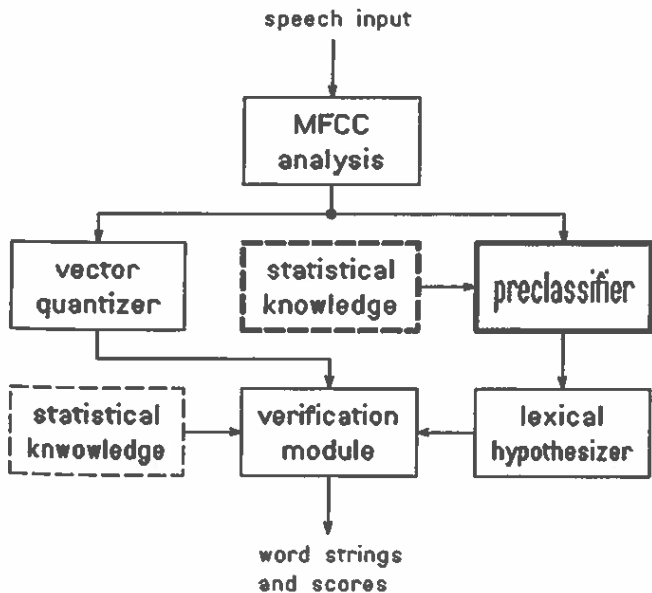 speech input
MFCC
analysis
vector
quantizer
statistical
knowledge
preclassifier
statistical
knwowledge
verification
module
lexical
hypothesizer
word strings
and scores